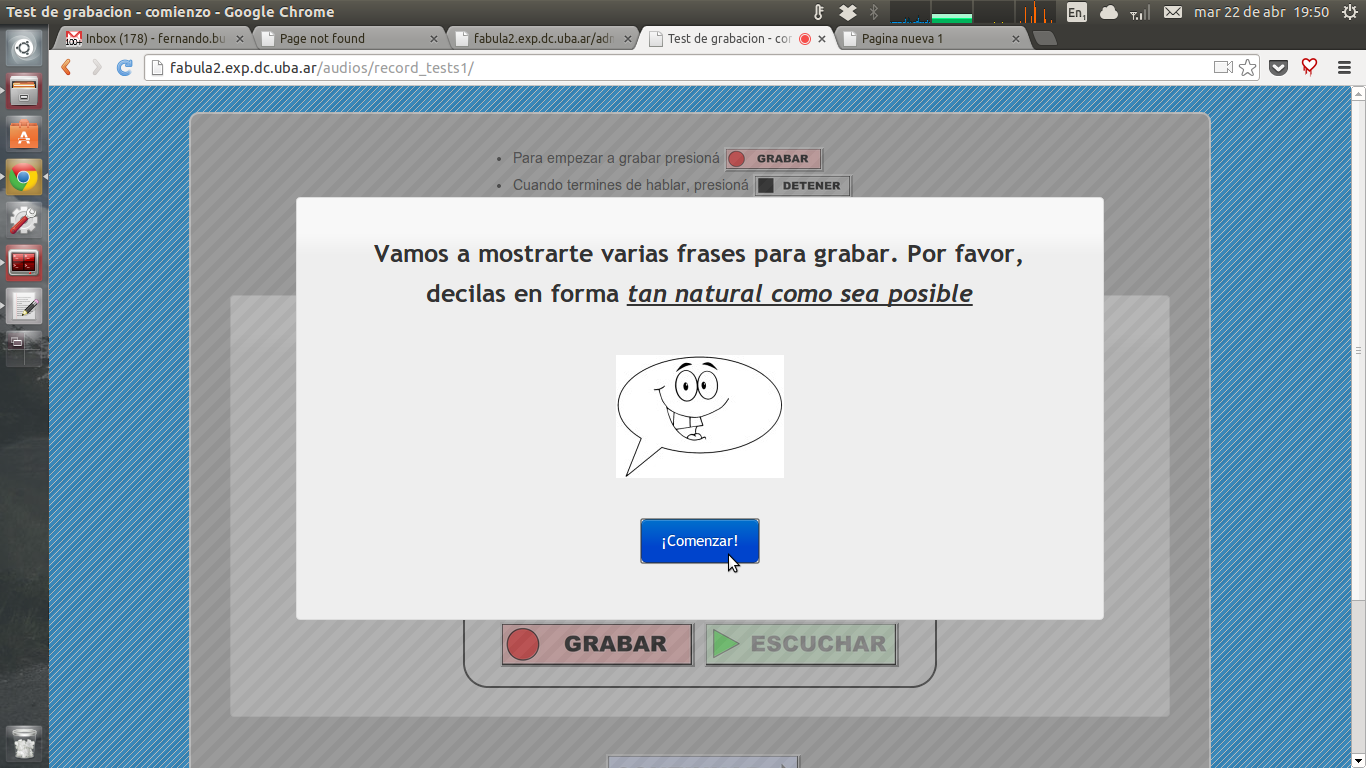 Test de grabacion - comienzo - Google Chrome
En1
mar 22 de abr 19:50
100+
Inbox (178) - fernando.bu
Page not found
fabula2.exp.dc.uba.ar/adm
Test de grabacion - co
Pagina nueva 1
fabula2.exp.dc.uba.ar/audios/record_tests1/
Para empezar a grabar presioná GRABAR
Cuando termines de hablar, presioná DETENER
Vamos a mostrarte varias frases para grabar. Por favor,
decilas en forma tan natural como sea posible
¡Comenzar!
GRABAR
ESCUCHAR